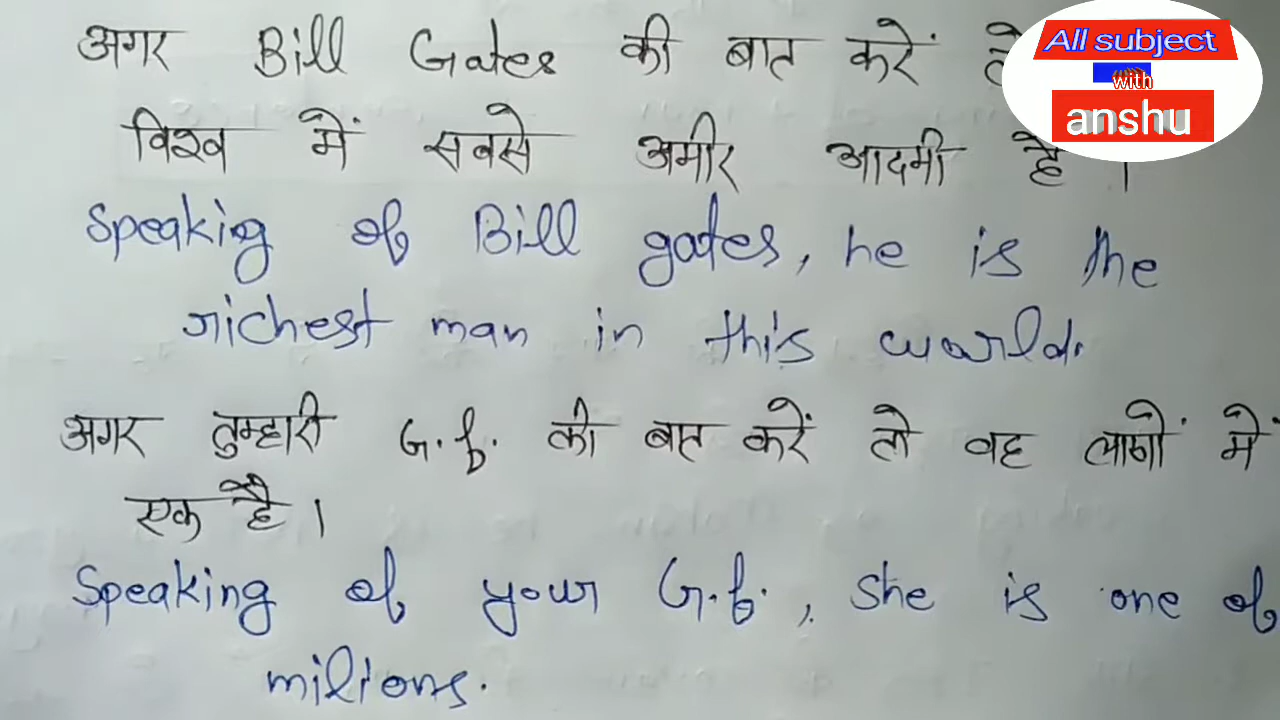 अगर Bill Gates की बात करें
विश्व में सबसे अमीर आदमी है।
Speaking of Bill gates, he is the
richest man in this world.
अगर तुम्हारी G.f. की बात करें तो वह लागों में
एक है।
Speaking of your G.f., She is one of
milions.
All subject
with
anshu